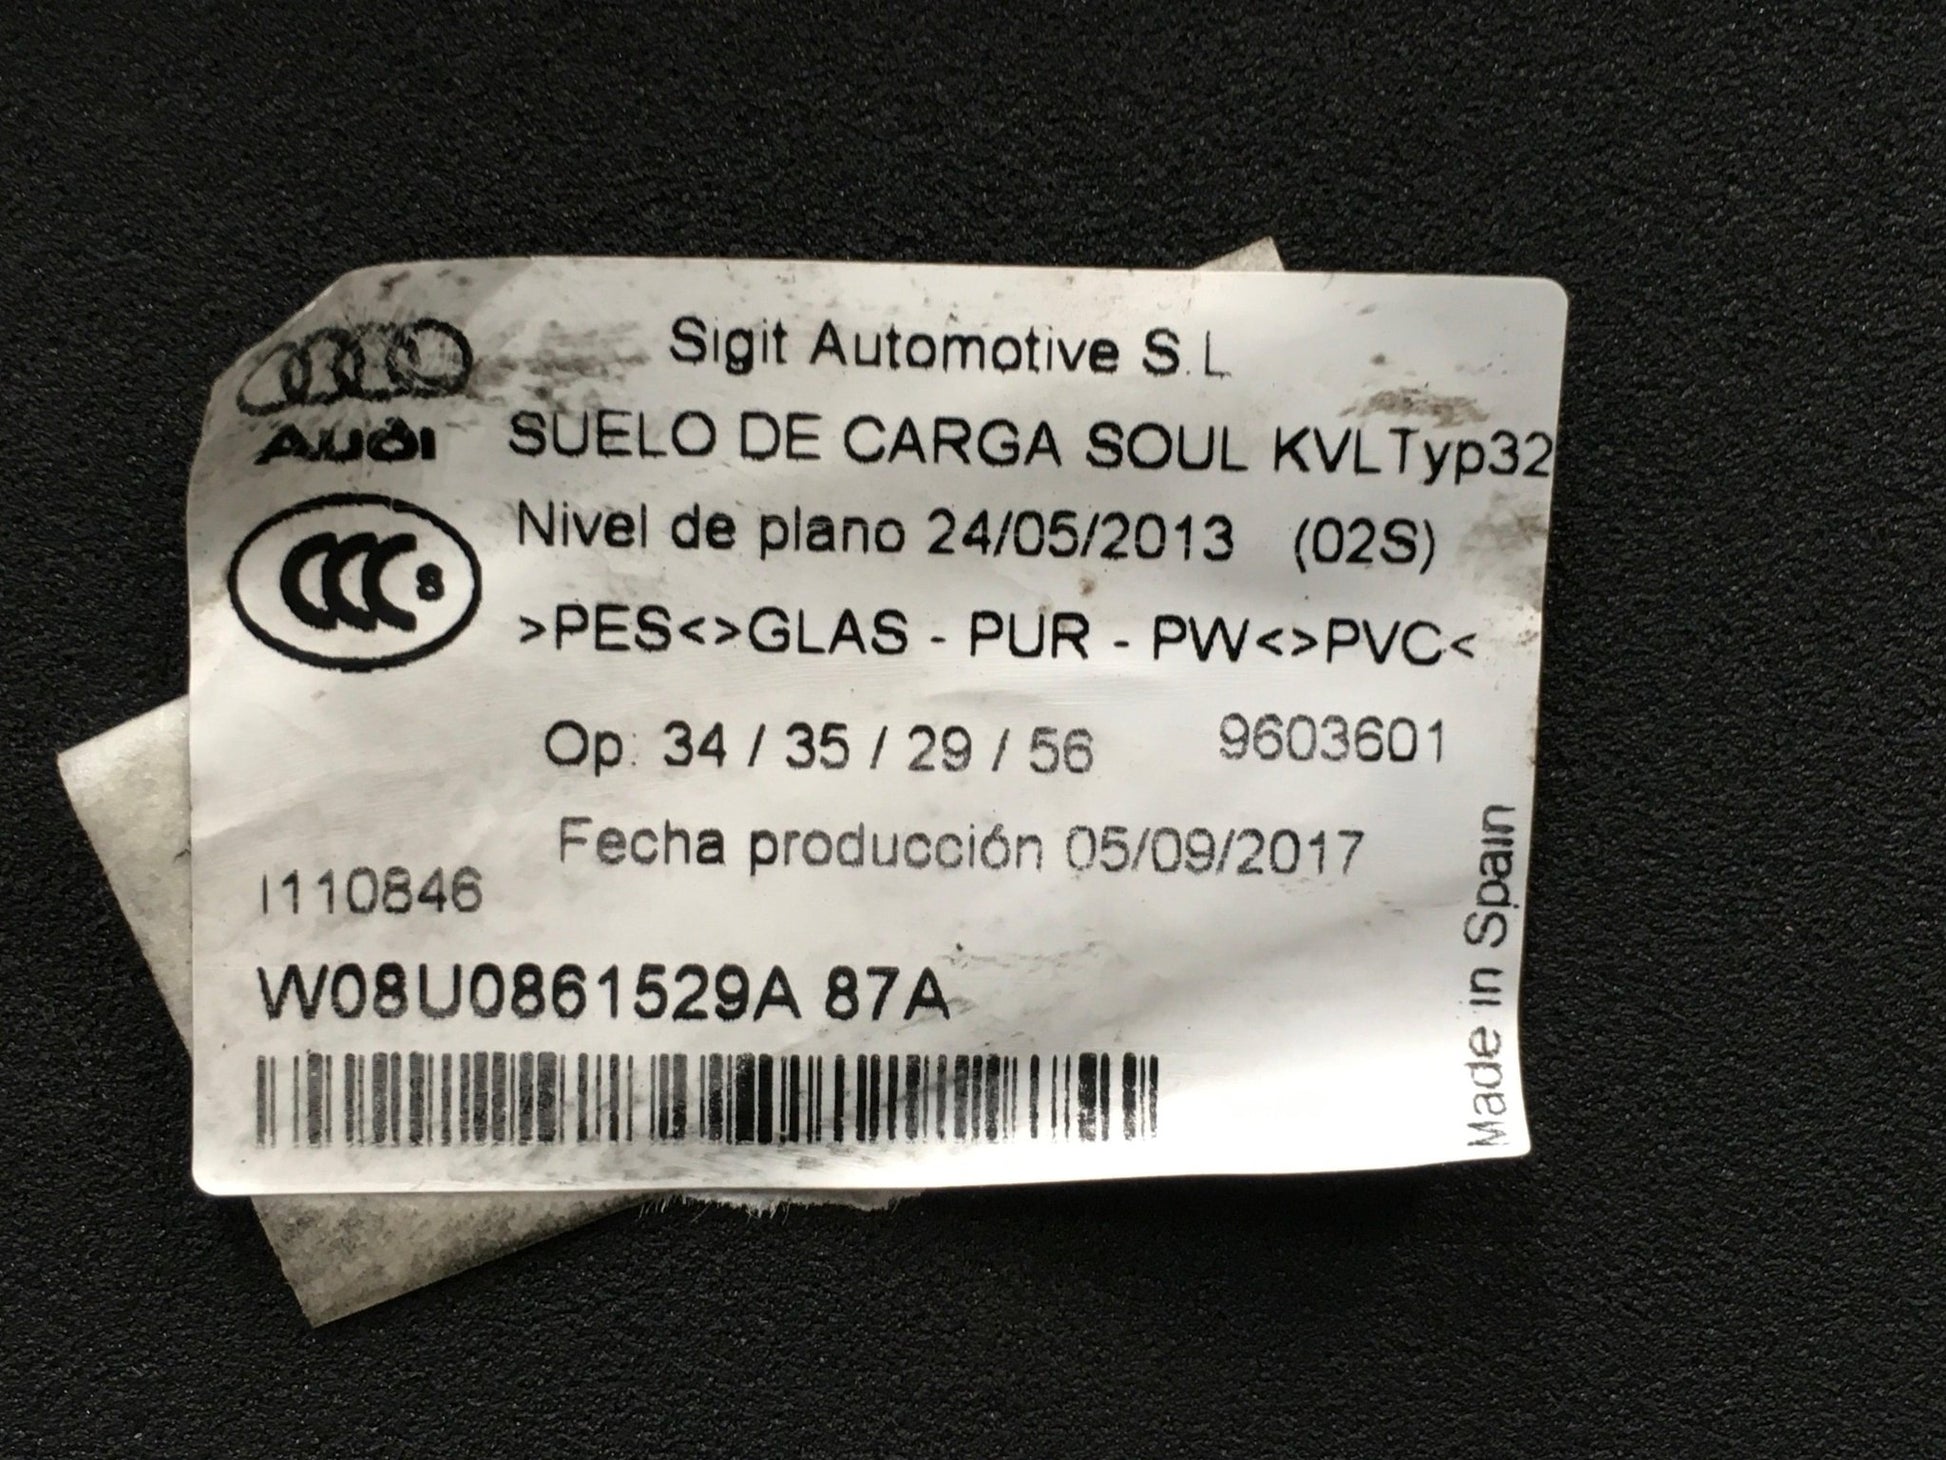 Sigit Automotive S.L
AUDI
SUELO DE CARGA SOUL KVLTyp32
Nivel de plano 24/05/2013 (02S)
CCC S
>PES<>GLAS - PUR - PW<>PVC<
Op: 34 / 35 / 29 / 56 9603601
Fecha producción 05/09/2017
I110846
W08U0861529A 87A
Made in Spain